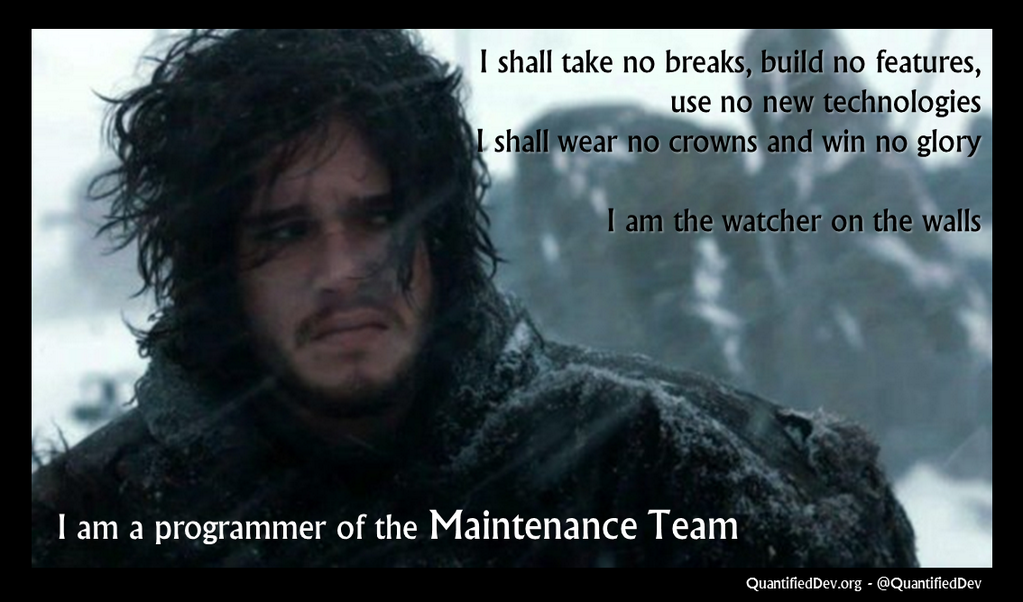 I shall take no breaks, build no features,
use no new technologies
I shall wear no crowns and win no glory
I am the watcher on the walls
I am a programmer of the Maintenance Team
QuantifiedDev.org - @QuantifiedDev